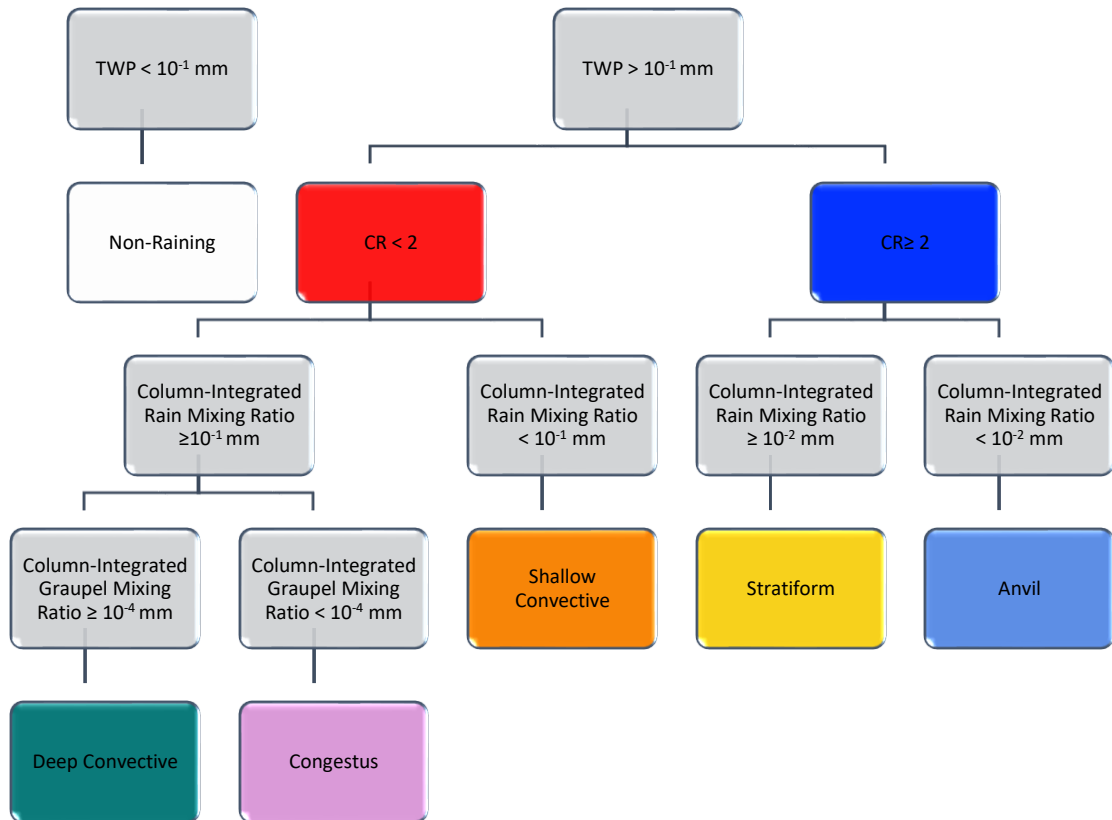 TWP < 10⁻¹ mm
TWP > 10⁻¹ mm
Non-Raining
CR < 2
CR≥ 2
Column-Integrated
Rain Mixing Ratio
≥10⁻¹ mm
Column-Integrated
Rain Mixing Ratio
< 10⁻¹ mm
Column-Integrated
Rain Mixing Ratio
≥ 10⁻² mm
Column-Integrated
Rain Mixing Ratio
< 10⁻² mm
Column-Integrated
Graupel Mixing
Ratio ≥ 10⁻⁴ mm
Column-Integrated
Graupel Mixing
Ratio < 10⁻⁴ mm
Shallow
Convective
Stratiform
Anvil
Deep Convective
Congestus